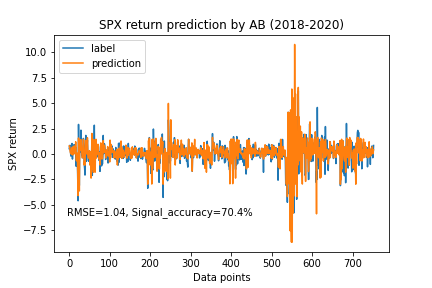 SPX return prediction by AB (2018-2020)
label
prediction
10.0
7.5
5.0
2.5
0.0
−2.5
−5.0
−7.5
SPX return
RMSE=1.04, Signal_accuracy=70.4%
0 100 200 300 400 500 600 700
Data points